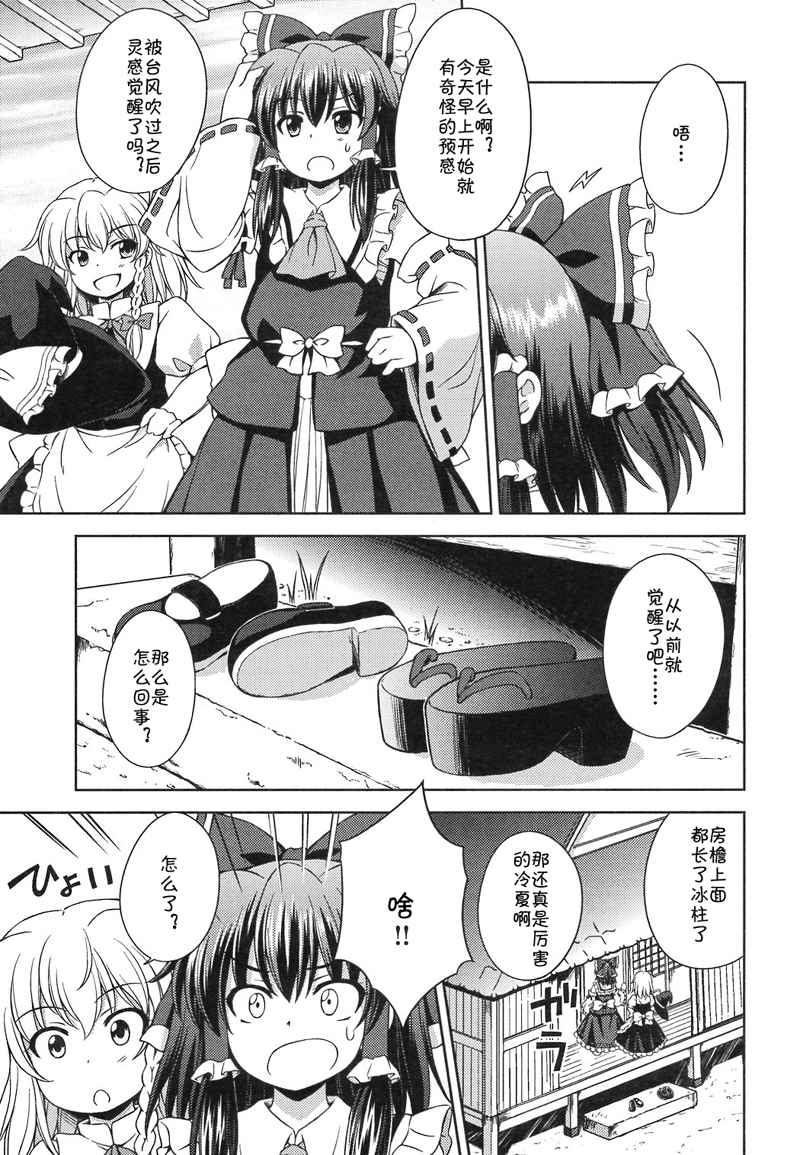 唔…
是什么啊?
今天早上开始就
有奇怪的预感
被台风吹过之后
灵感觉醒了吗?
从以前就
觉醒了吧……
那么是
怎么回事?
房檐上面
都长了冰柱了
那还真是厉害
的冷夏啊
ガラ
啥!!
怎么了?
ひょいい